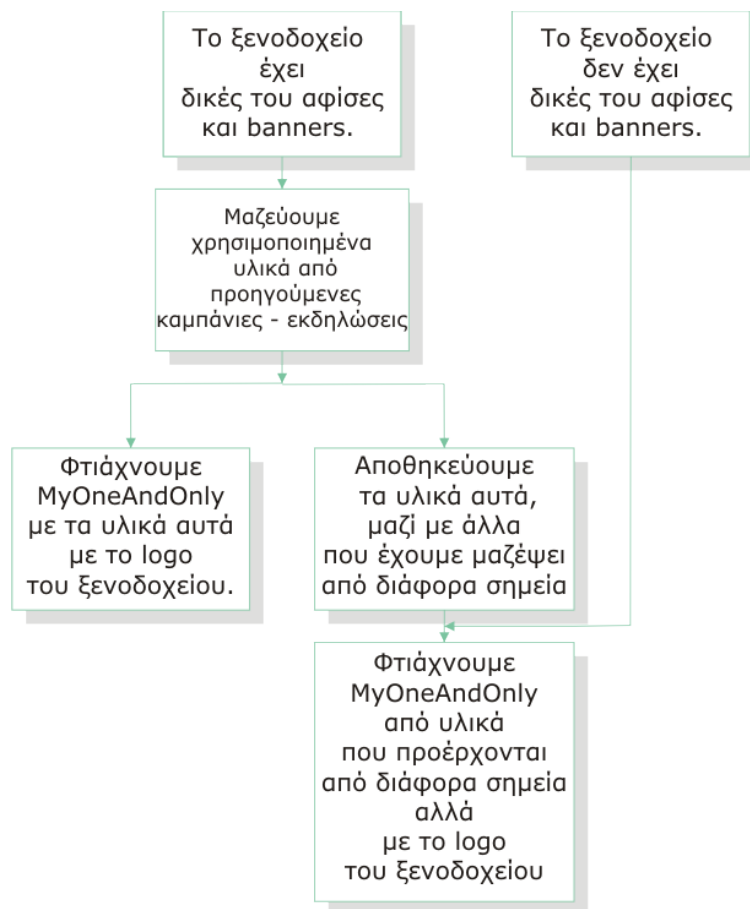 Το ξενοδοχείο
έχει
δικές του αφίσες
και banners.
Το ξενοδοχείο
δεν έχει
δικές του αφίσες
και banners.
Μαζεύουμε
χρησιμοποιημένα
υλικά από
προηγούμενες
καμπάνιες - εκδηλώσεις
Φτιάχνουμε
MyOneAndOnly
με τα υλικά αυτά
με το logo
του ξενοδοχείου.
Αποθηκεύουμε
τα υλικά αυτά,
μαζί με άλλα
που έχουμε μαζέψει
από διάφορα σημεία
Φτιάχνουμε
MyOneAndOnly
από υλικά
που προέρχονται
από διάφορα σημεία
αλλά
με το logo
του ξενοδοχείου